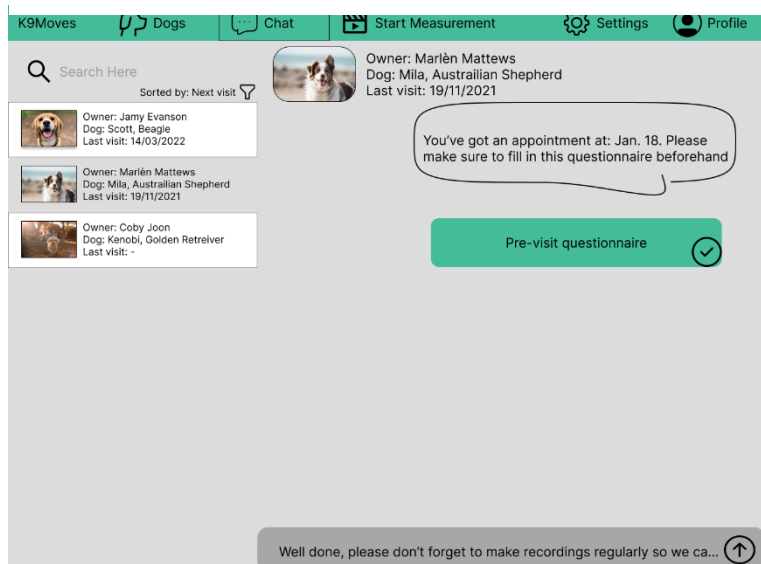 K9Moves Dogs Chat Start Measurement Settings Profile
Search Here
Sorted by: Next visit
Owner: Jamy Evanson
Dog: Scott, Beagle
Last visit: 14/03/2022
Owner: Marlèn Mattews
Dog: Mila, Austrailian Shepherd
Last visit: 19/11/2021
Owner: Coby Joon
Dog: Kenobi, Golden Retreiver
Last visit: -
Owner: Marlèn Mattews
Dog: Mila, Austrailian Shepherd
Last visit: 19/11/2021
You've got an appointment at: Jan. 18. Please
make sure to fill in this questionnaire beforehand
Pre-visit questionnaire
Well done, please don't forget to make recordings regularly so we ca...